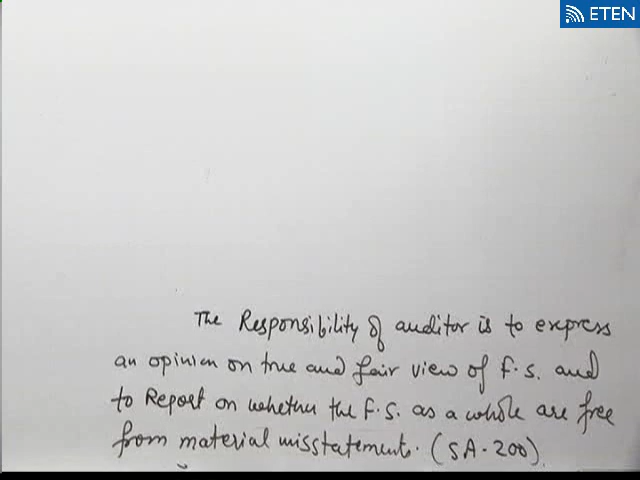 ETEN
The Responsibility of auditor is to express
an opinion on true and fair view of f.s. and
to Report on whether the f.s. as a whole are free
from material misstatement. (SA-200)